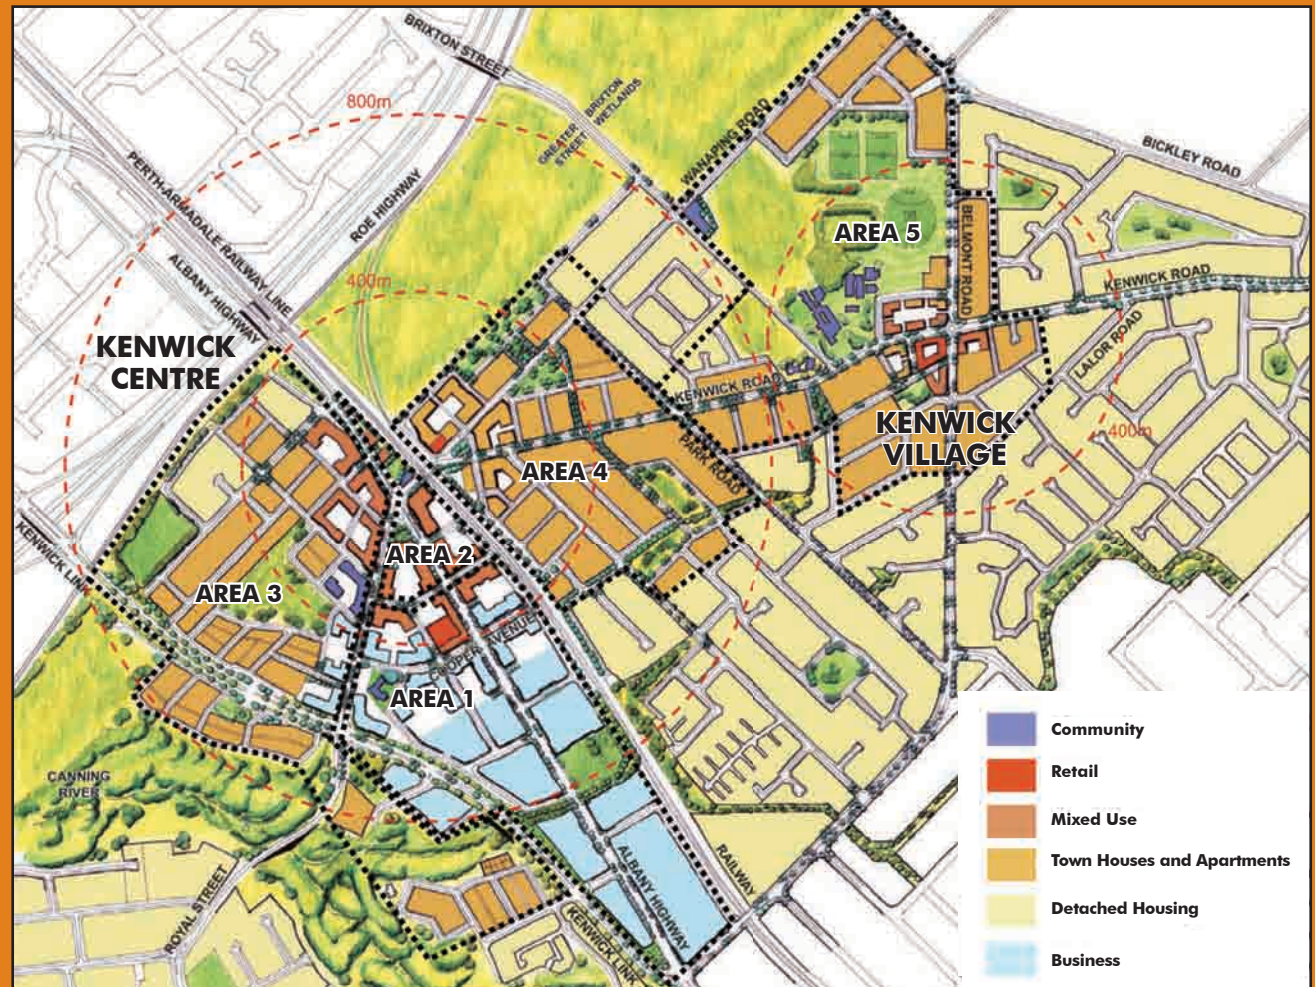 BRIXTON STREET
800m
GREATER BRIXTON
STREET WETLANDS
WANAPING ROAD
BICKLEY ROAD
PERTH-ARMADALE RAILWAY LINE
ROE HIGHWAY
ALBANY HIGHWAY
400m
AREA 5
BELMONT ROAD
KENWICK ROAD
LALOR ROAD
KENWICK
CENTRE
KENWICK ROAD
KENWICK
VILLAGE
400m
PARK ROAD
AREA 4
KENWICK LINK
AREA 2
AREA 3
COOPER AVENUE
AREA 1
CANNING
RIVER
ROYAL STREET
ALBANY HIGHWAY
RAILWAY
KENWICK LINK
Community
Retail
Mixed Use
Town Houses and Apartments
Detached Housing
Business